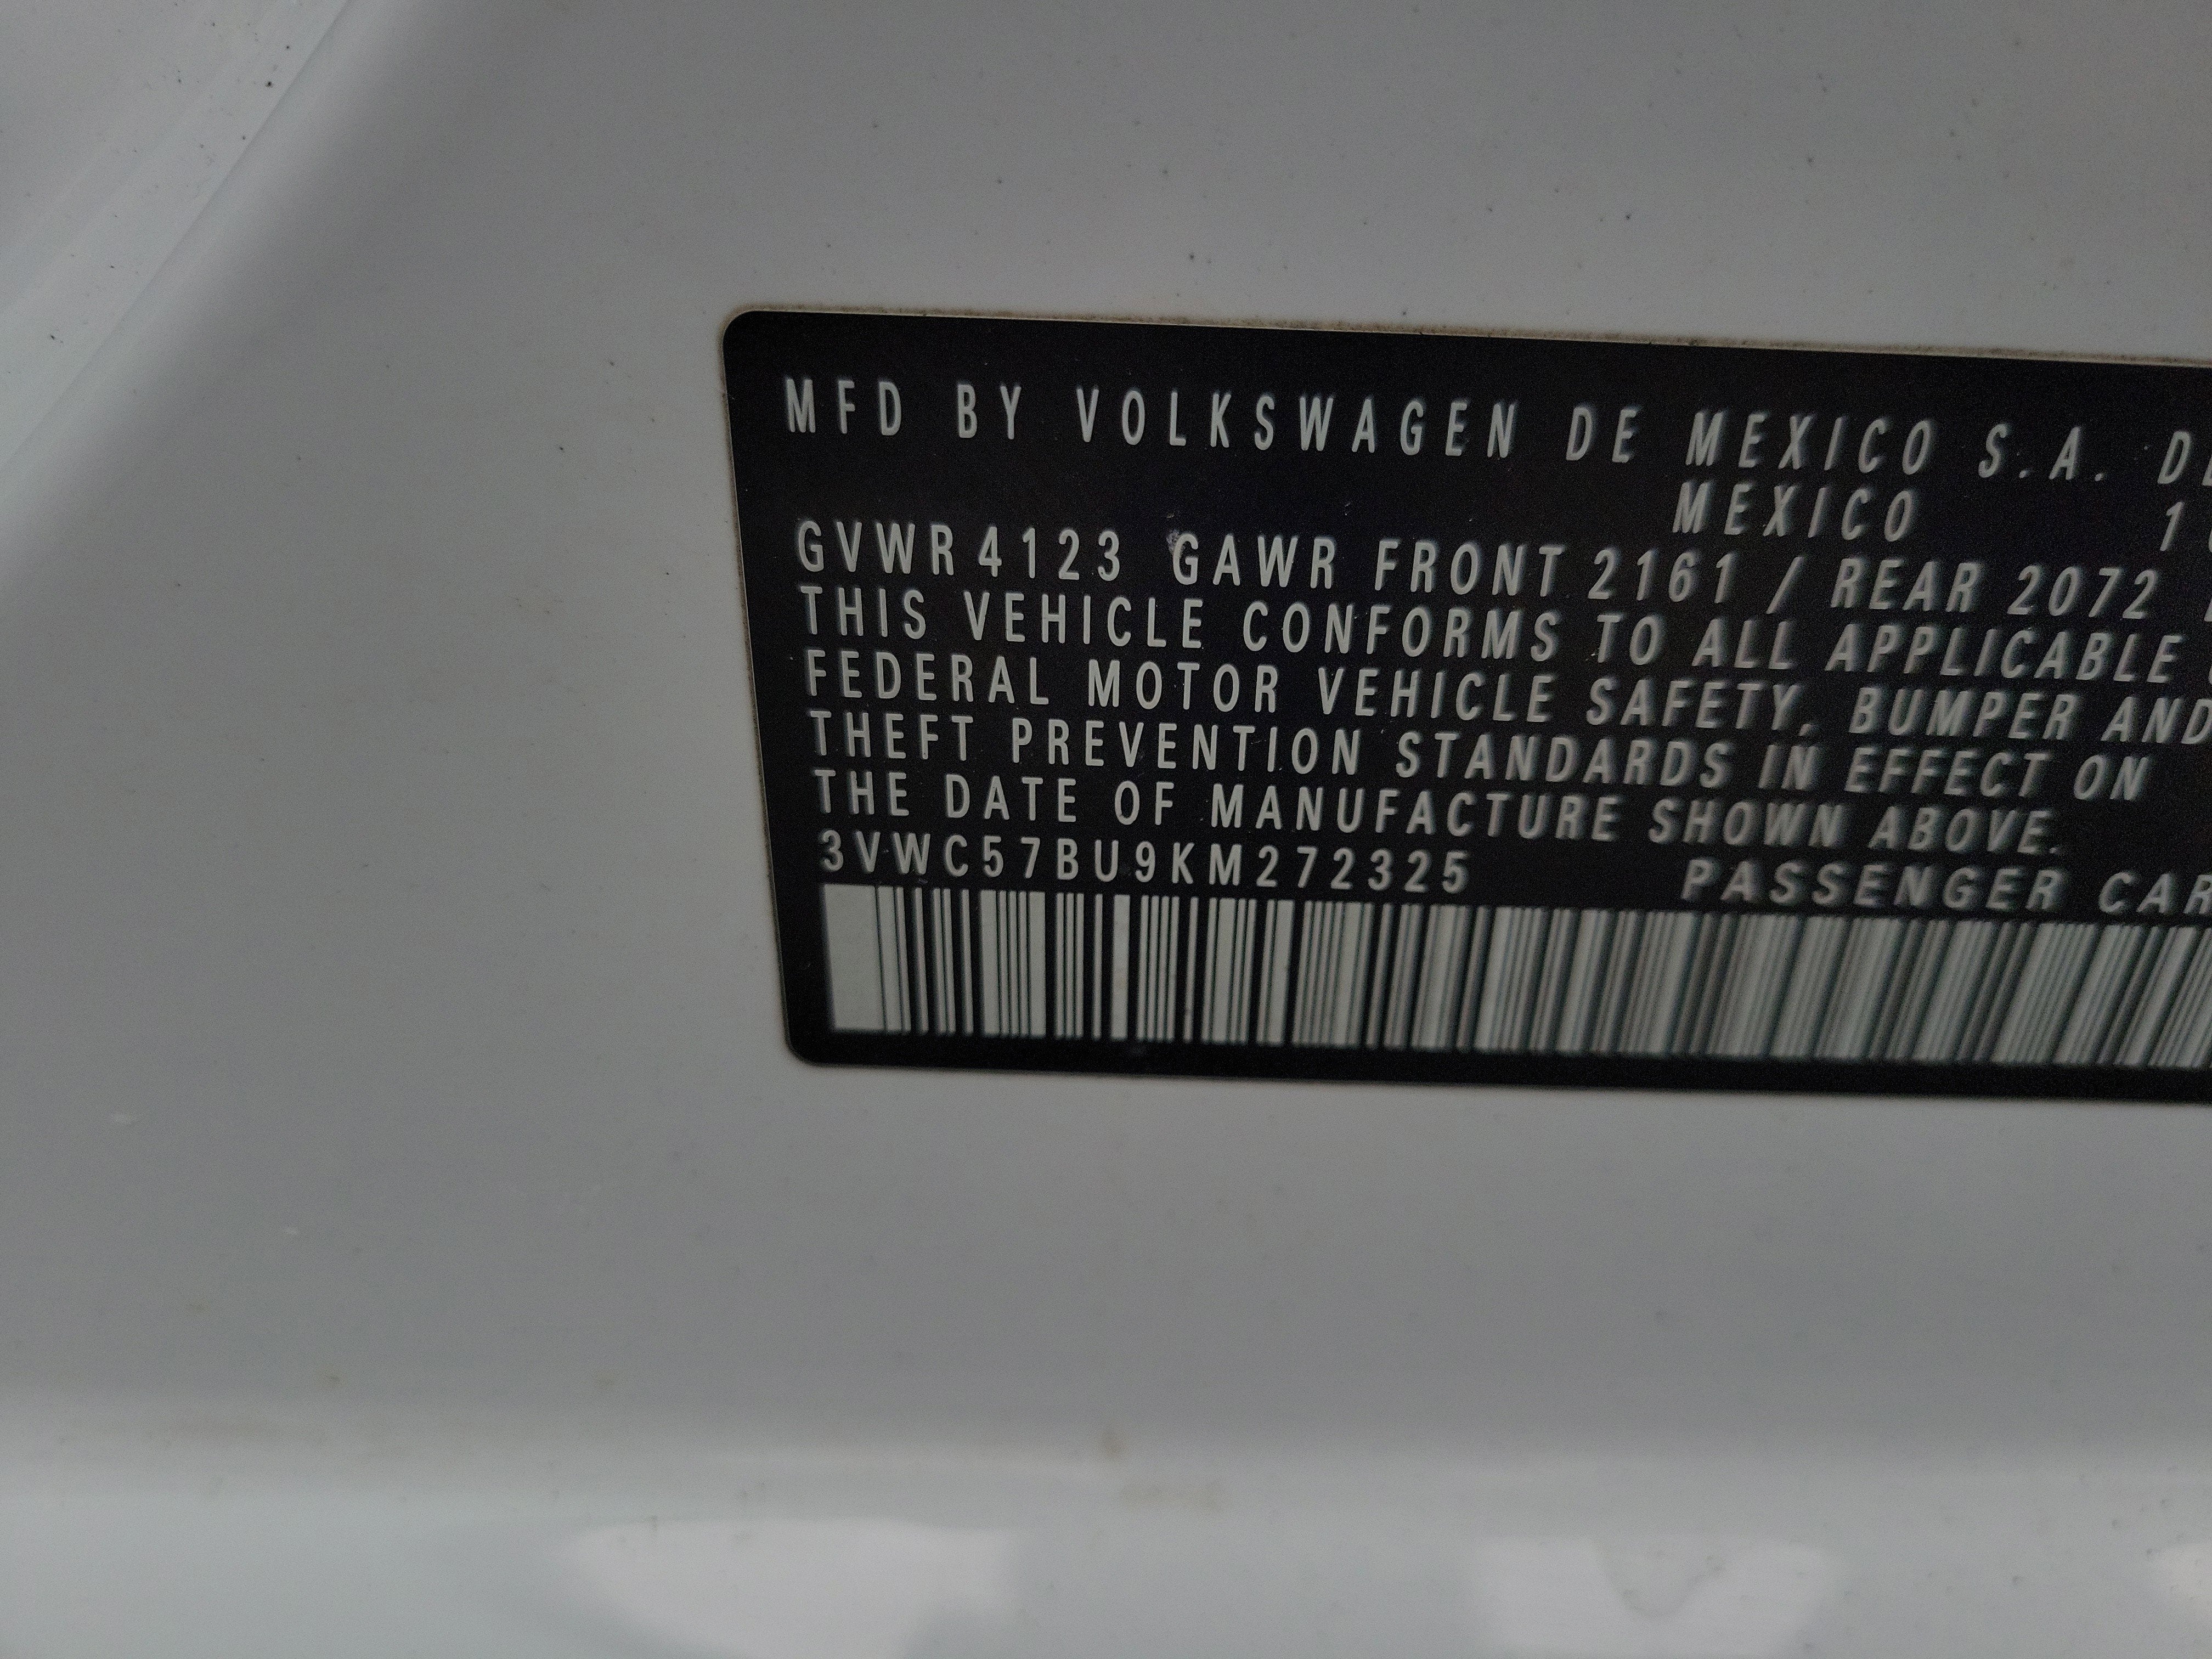 MFD BY VOLKSWAGEN DE MEXICO S.A.
MEXICO
GVWR 4123 GAWR FRONT 2161 / REAR 2072
THIS VEHICLE CONFORMS TO ALL APPLICABLE
FEDERAL MOTOR VEHICLE SAFETY, BUMPER AND
THEFT PREVENTION STANDARDS IN EFFECT ON
THE DATE OF MANUFACTURE SHOWN ABOVE.
3VWC57BU9KM272325 PASSENGER CAR